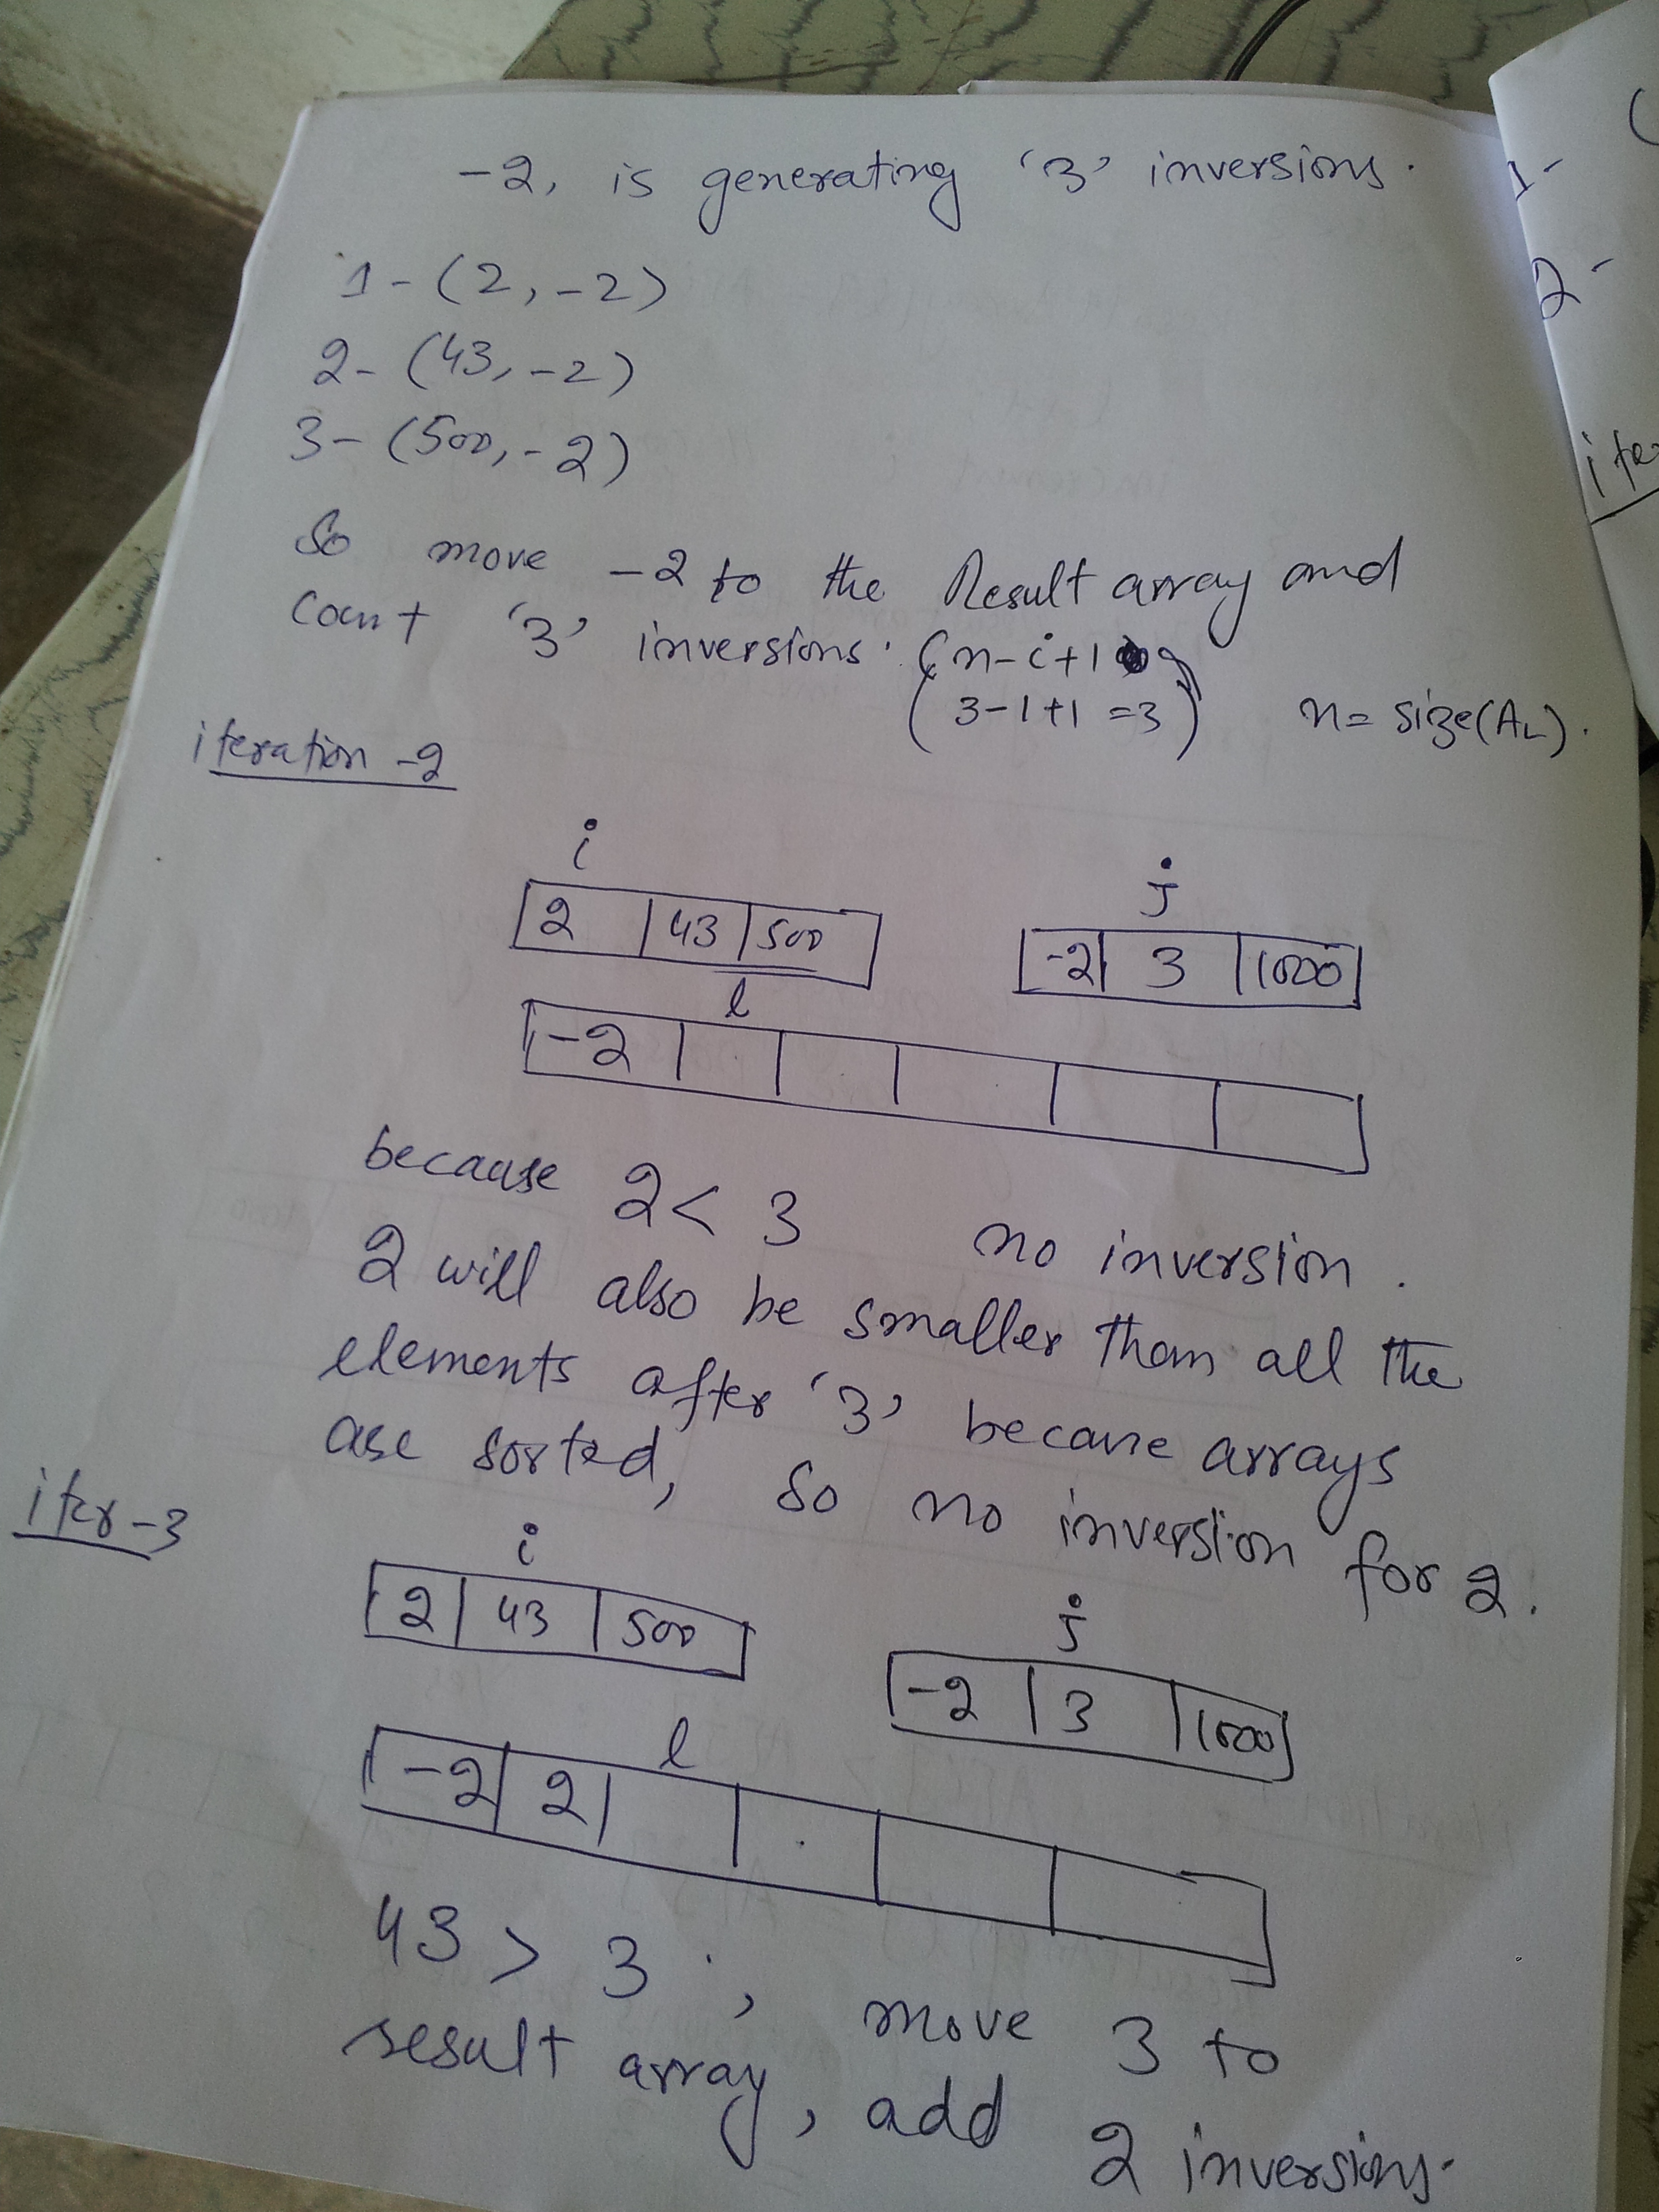 -2, is generating '3' inversions.
1-(2,-2)
2-(43,-2)
3-(500,-2)
So move -2 to the Result array and
count '3' inversions. {n-i+1}
(3-1+1=3) n= size(AL).
iteration -2
i j
2 43 500 -2 3 1000
l
-2
because 2<3 no inversion.
2 will also be smaller than all the
elements after '3' because arrays
are sorted, so no inversion for 2.
iter-3
i j
2 43 500 -2 3 1000
l
-2 2
43 > 3, move 3 to
result array, add 2 inversions.
2-